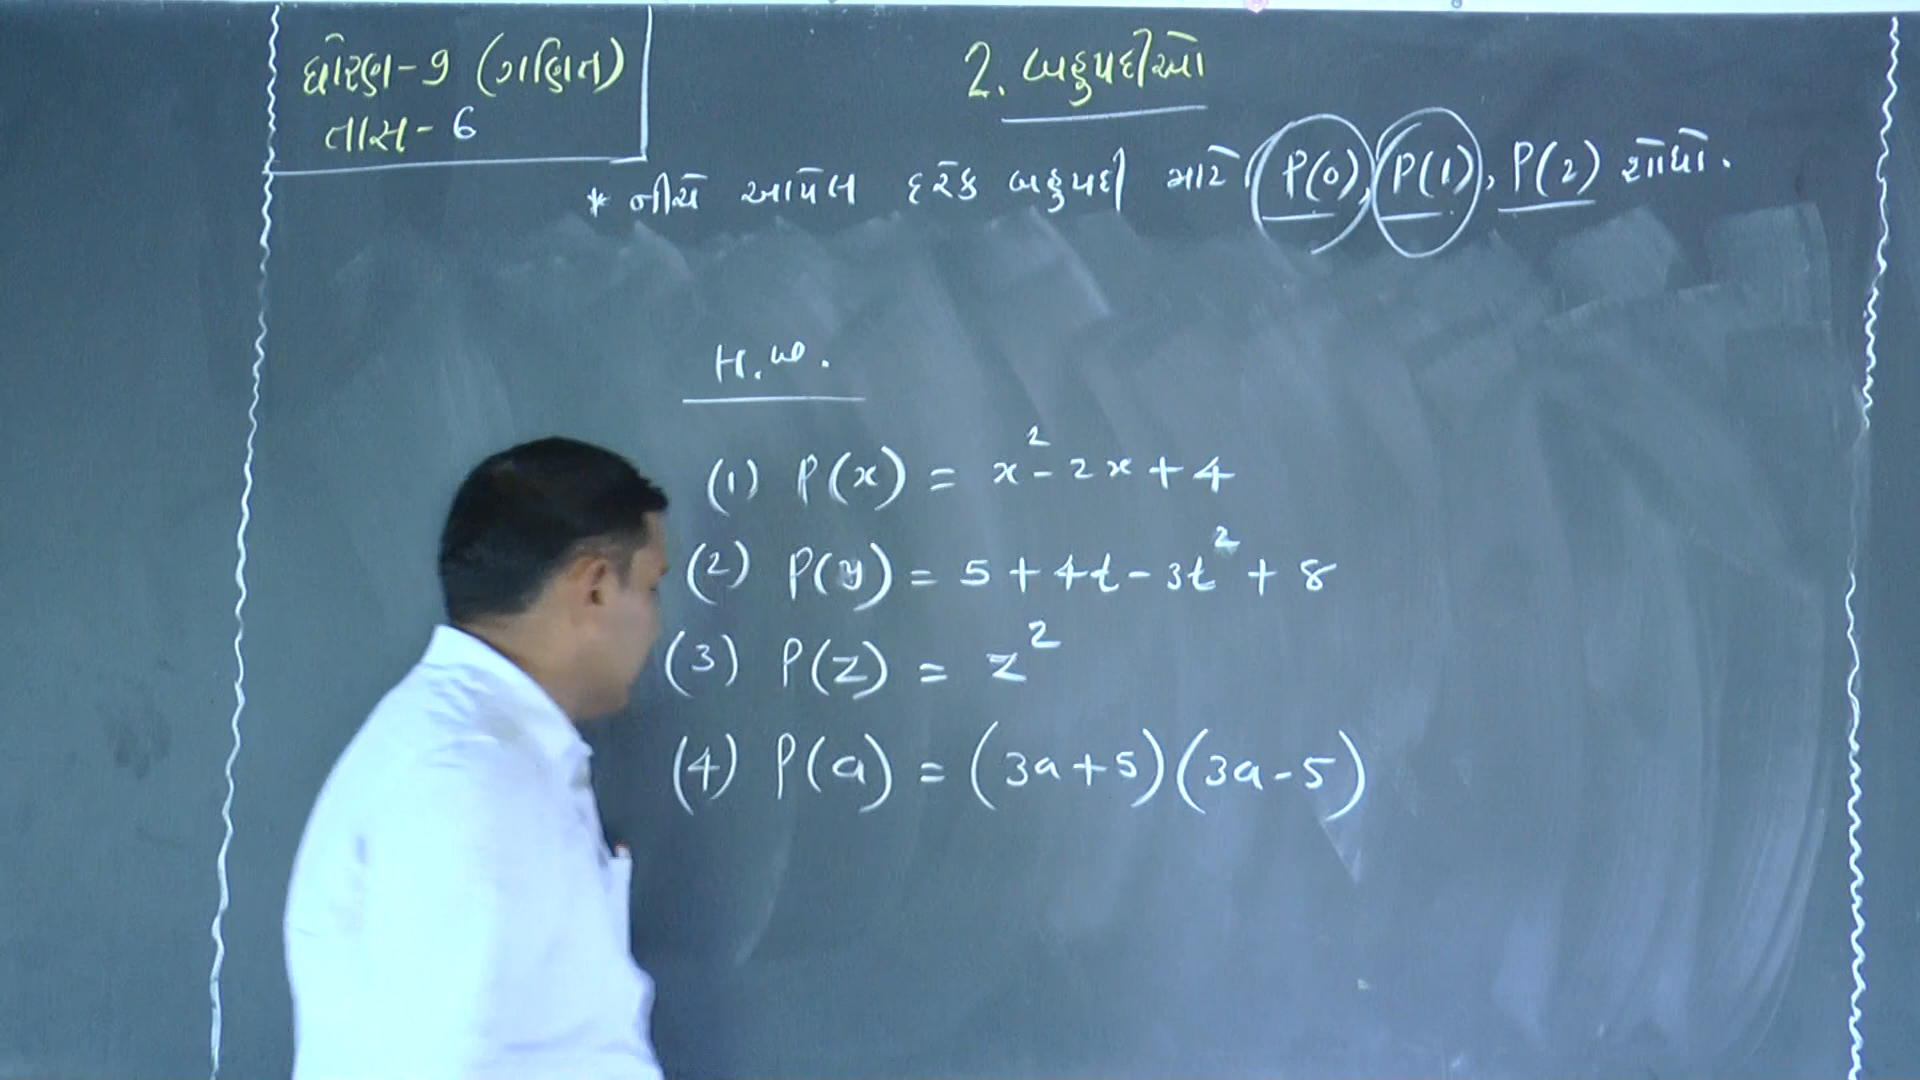 ધોરણ-9 (ગણિત)
તાસ-6
2. બહુપદીઓ
* નીચે આપેલ દરેક બહુપદી માટે P(0), P(1), P(2) શોધો.
H.W.
(1) P(x) = x² - 2x + 4
(2) P(y) = 5 + 4t - 3t² + 8
(3) P(z) = z²
(4) P(a) = (3a + 5)(3a - 5)